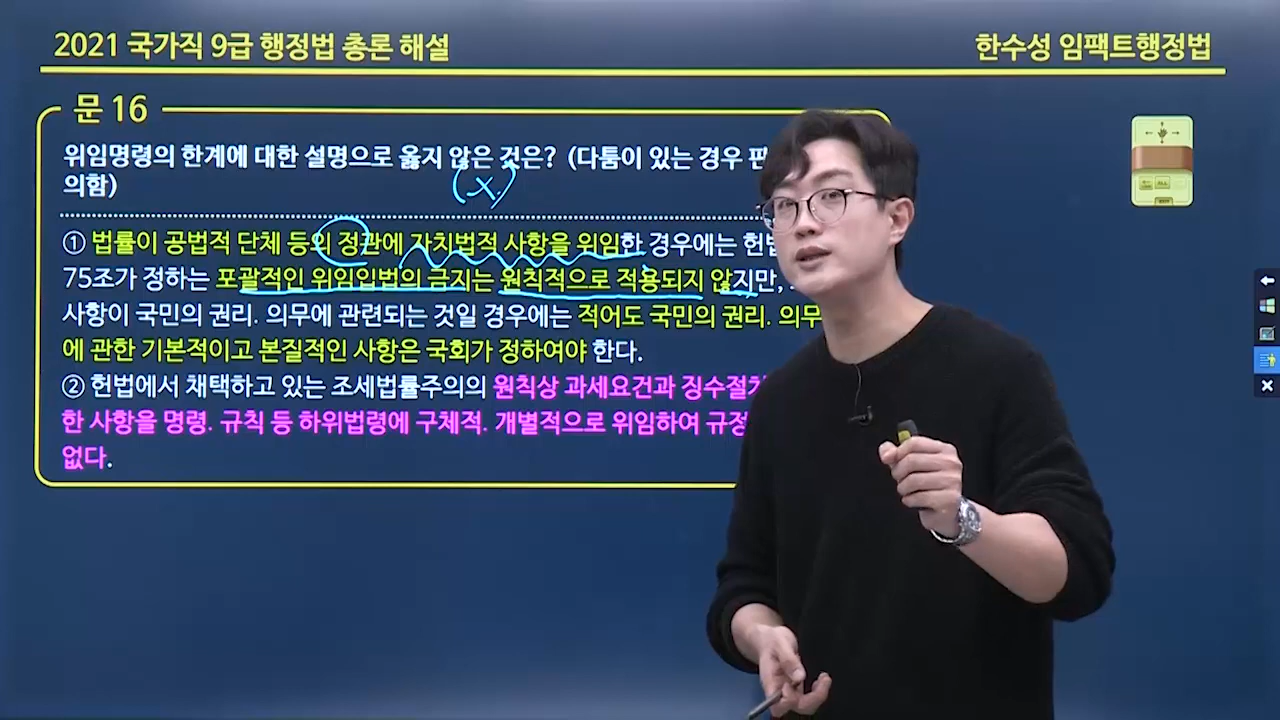 2021 국가직 9급 행정법 총론 해설
한수성 임팩트행정법
문 16
위임명령의 한계에 대한 설명으로 옳지 않은 것은? (다툼이 있는 경우
의함)
① 법률이 공법적 단체 등의 정관에 자치법적 사항을 위임한 경우에는
75조가 정하는 포괄적인 위임입법의 금지는 원칙적으로 적용되지 않지만,
사항이 국민의 권리. 의무에 관련되는 것일 경우에는 적어도 국민의 권리. 의무
에 관한 기본적이고 본질적인 사항은 국회가 정하여야 한다.
② 헌법에서 채택하고 있는 조세법률주의의 원칙상 과세요건과
한 사항을 명령. 규칙 등 하위법령에 구체적. 개별적으로 위임하여
없다.